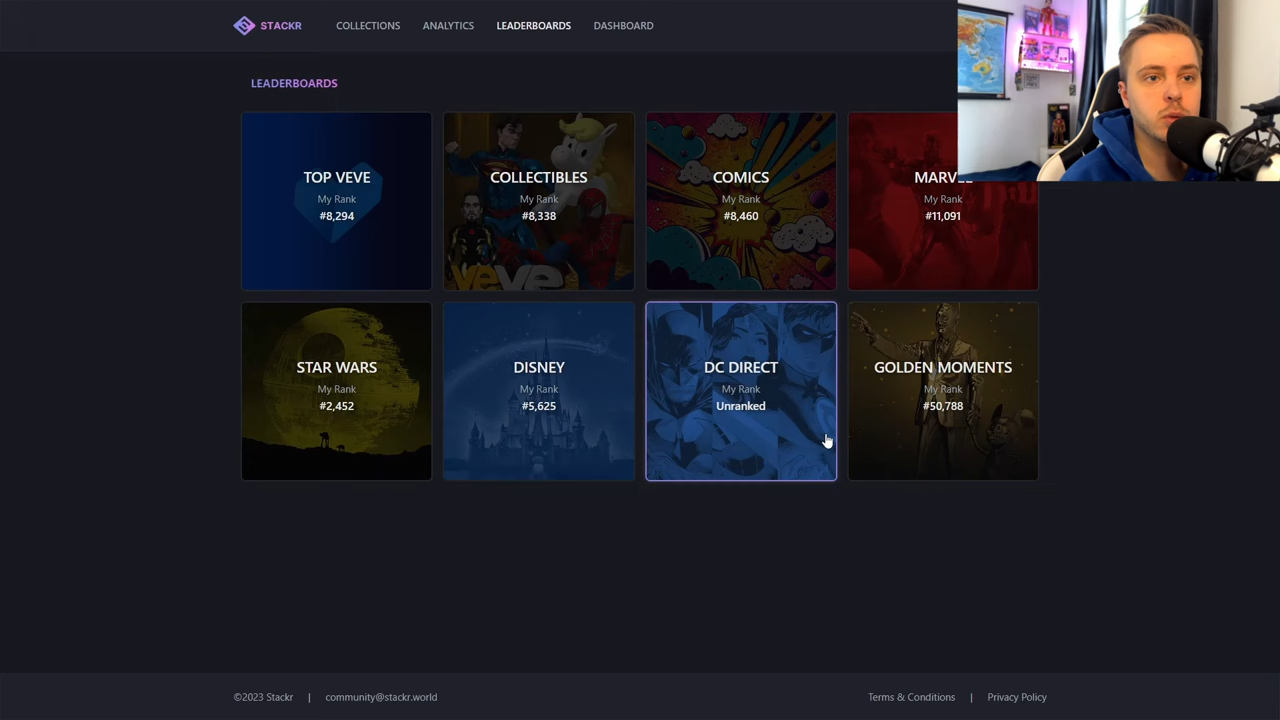 STACKR
COLLECTIONS
ANALYTICS
LEADERBOARDS
DASHBOARD
LEADERBOARDS
TOP VEVE
My Rank
#8,294
COLLECTIBLES
My Rank
#8,338
veve
COMICS
My Rank
#8,460
MARVEL
My Rank
#11,091
STAR WARS
My Rank
#2,452
DISNEY
My Rank
#5,625
DC DIRECT
My Rank
Unranked
GOLDEN MOMENTS
My Rank
#50,788
©2023 Stackr | community@stackr.world
Terms & Conditions | Privacy Policy